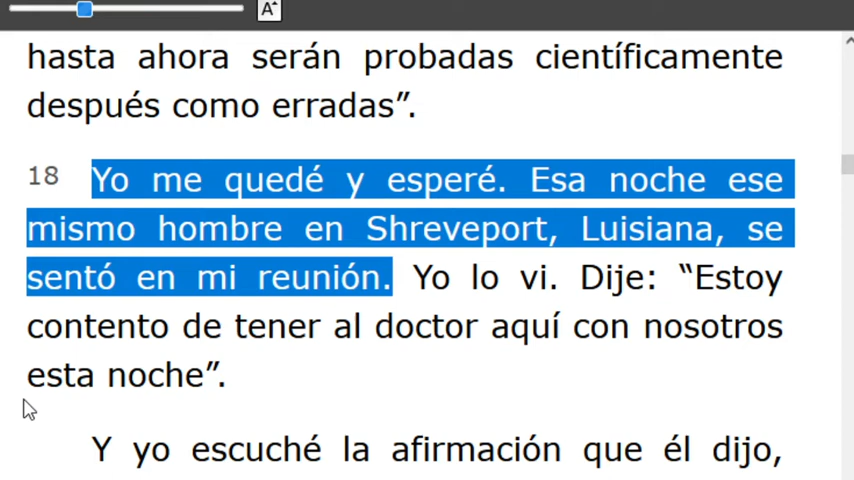 A
hasta ahora serán probadas científicamente
después como erradas”.
18 Yo me quedé y esperé. Esa noche ese
mismo hombre en Shreveport, Luisiana, se
sentó en mi reunión. Yo lo vi. Dije: “Estoy
contento de tener al doctor aquí con nosotros
esta noche”.
Y yo escuché la afirmación que él dijo,